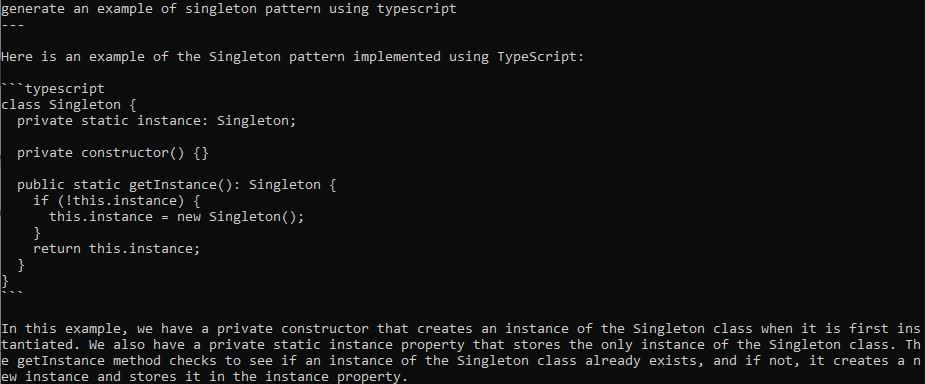 generate an example of singleton pattern using typescript
---
Here is an example of the Singleton pattern implemented using TypeScript:
```typescript
class Singleton {
  private static instance: Singleton;
  private constructor() {}
  public static getInstance(): Singleton {
    if (!this.instance) {
      this.instance = new Singleton();
    }
    return this.instance;
  }
}
```
In this example, we have a private constructor that creates an instance of the Singleton class when it is first ins
tantiated. We also have a private static instance property that stores the only instance of the Singleton class. Th
e getInstance method checks to see if an instance of the Singleton class already exists, and if not, it creates a n
ew instance and stores it in the instance property.